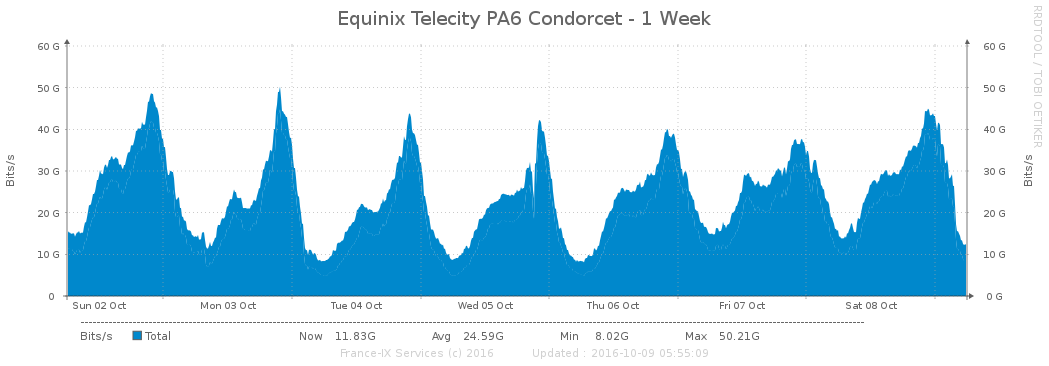 Equinix Telecity PA6 Condorcet - 1 Week
RRDTOOL / TOBI OETIKER
Bits/s
60 G
50 G
40 G
30 G
20 G
10 G
0
60 G
50 G
40 G
30 G
20 G
10 G
0 G
Bits/s
Sun 02 Oct Mon 03 Oct Tue 04 Oct Wed 05 Oct Thu 06 Oct Fri 07 Oct Sat 08 Oct
Bits/s Total Now 11.83G Avg 24.59G Min 8.02G Max 50.21G
France-IX Services (c) 2016 Updated : 2016-10-09 05:55:09